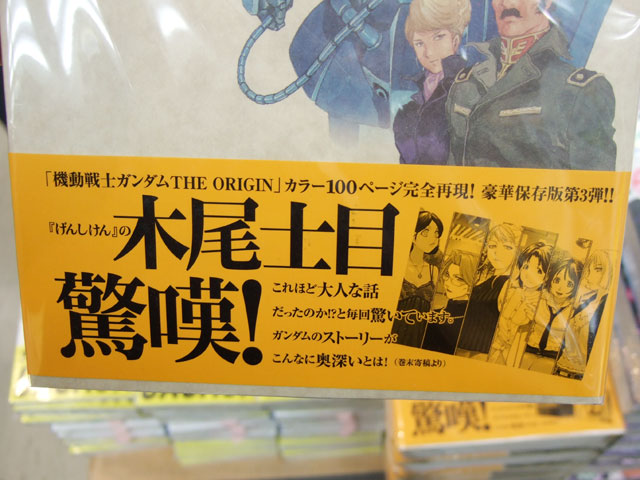 「機動戦士ガンダムTHE ORIGIN」カラー100ページ完全再現! 豪華保存版第3弾!!
『げんしけん』の木尾士目
驚嘆!
これほど大人な話
だったのか!?と毎回驚いています。
ガンダムのストーリーが
こんなに奥深いとは!（巻末寄稿より）
驚嘆!